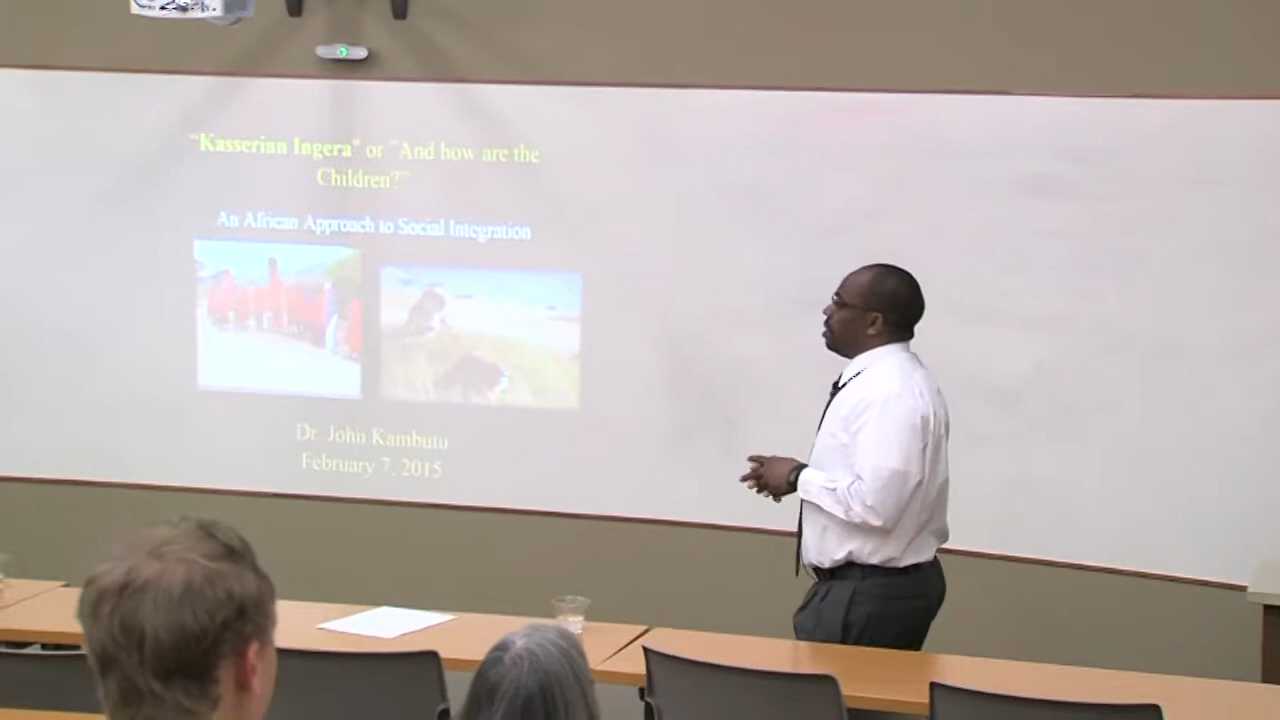 "Kasserian Ingera" or "And how are the
Children?"
An African Approach to Social Integration
Dr. John Kambutu
February 7, 2015